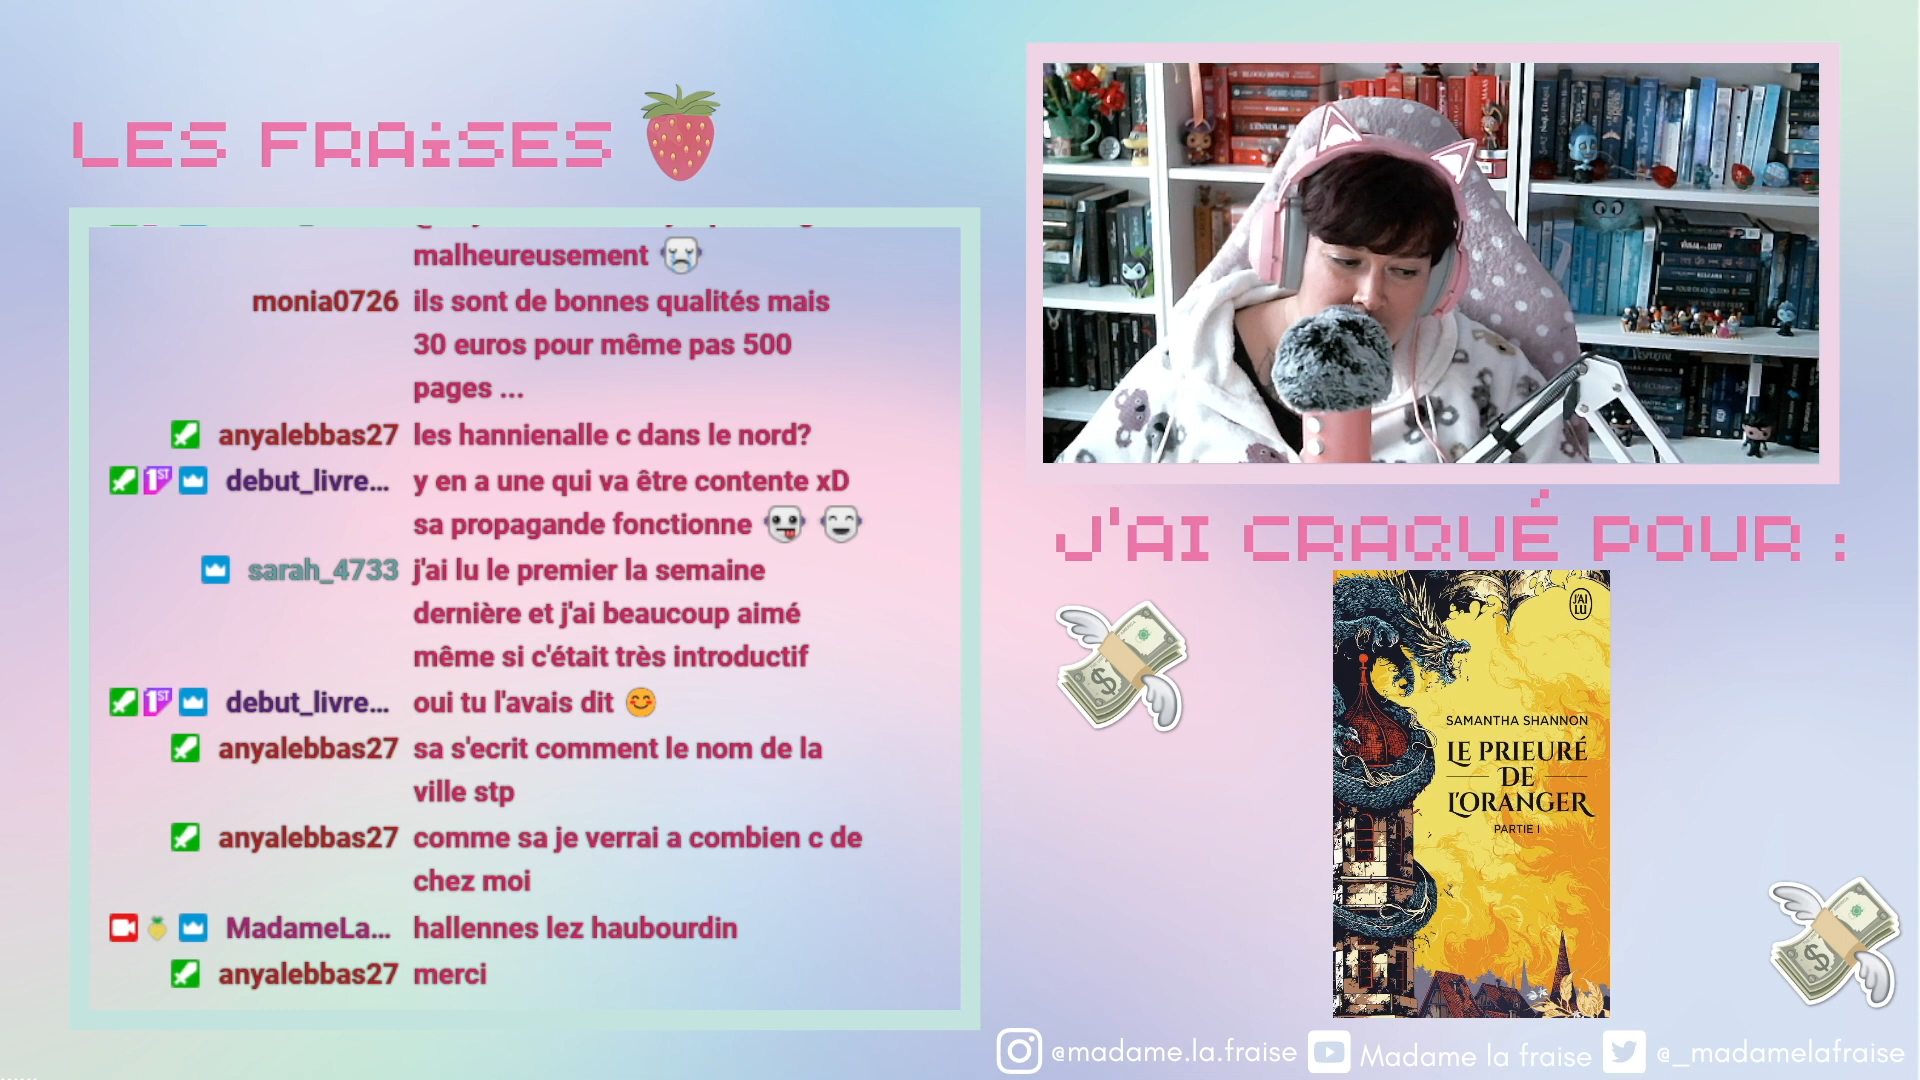 LES FRAiSES
malheureusement
monia0726 ils sont de bonnes qualités mais
30 euros pour même pas 500
pages ...
anyalebbas27 les hannienalle c dans le nord?
1ST debut_livre... y en a une qui va être contente xD
sa propagande fonctionne
sarah_4733 j'ai lu le premier la semaine
dernière et j'ai beaucoup aimé
même si c'était très introductif
1ST debut_livre... oui tu l'avais dit
anyalebbas27 sa s'ecrit comment le nom de la
ville stp
anyalebbas27 comme sa je verrai a combien c de
chez moi
MadameLa... hallennes lez haubourdin
anyalebbas27 merci
J'AI CRAQUÉ POUR :
J'AI
LU
SAMANTHA SHANNON
LE PRIEURÉ
DE
L'ORANGER
PARTIE I
@madame.la.fraise
Madame la fraise
@_madamelafraise